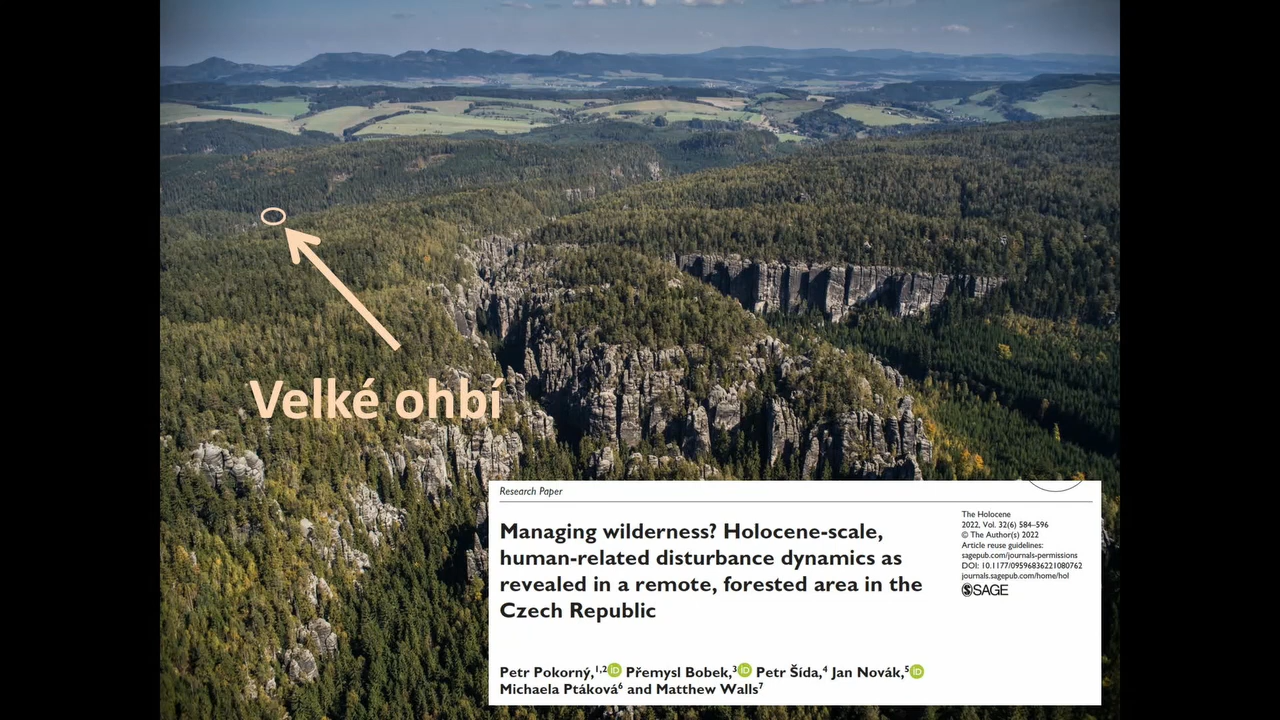 Velké ohbí
Research Paper
Managing wilderness? Holocene-scale,
human-related disturbance dynamics as
revealed in a remote, forested area in the
Czech Republic
The Holocene
2022, Vol. 32(6) 584–596
© The Author(s) 2022
Article reuse guidelines:
sagepub.com/journals-permissions
DOI: 10.1177/09596836221080762
journals.sagepub.com/home/hol
SAGE
Petr Pokorný,1,2 iD Přemysl Bobek,3 iD Petr Šída,4 Jan Novák,5 iD
Michaela Ptáková6 and Matthew Walls7